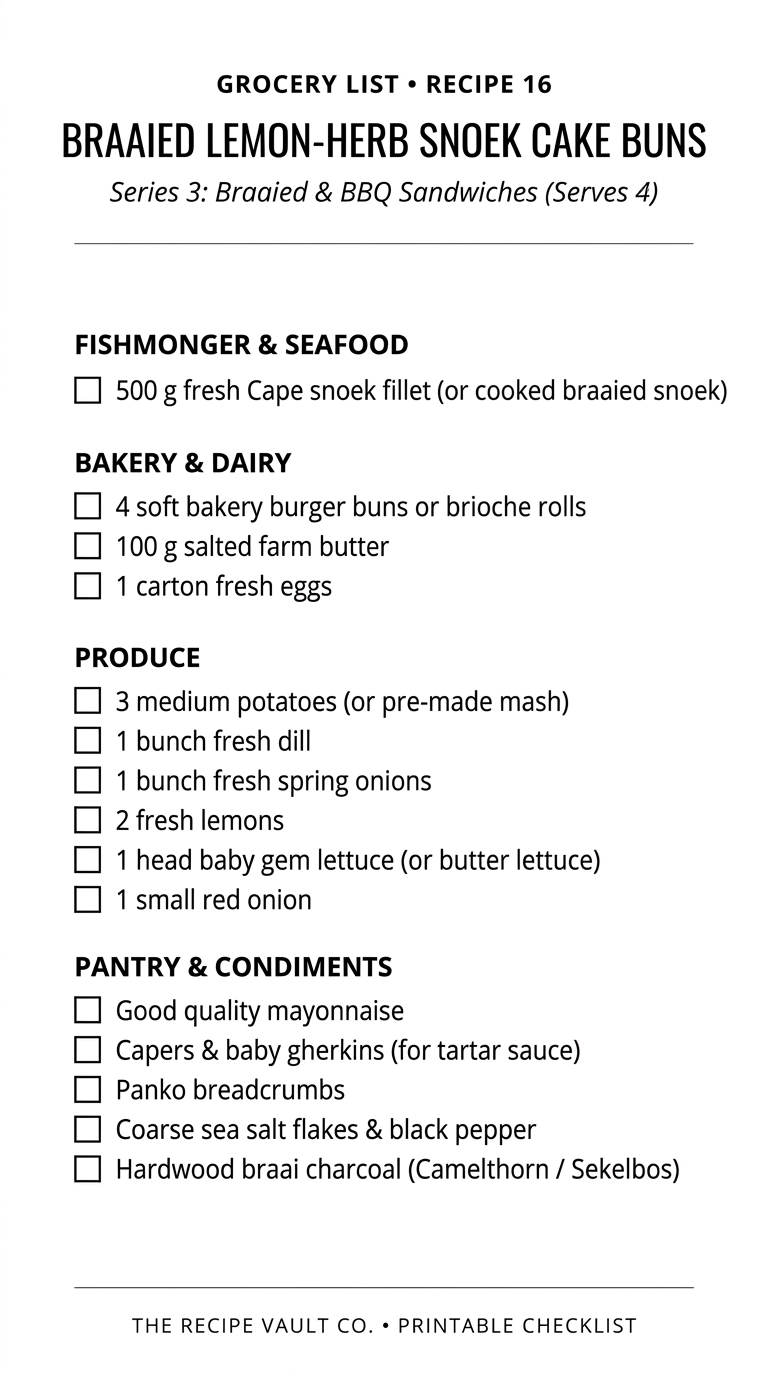 GROCERY LIST • RECIPE 16
BRAAIED LEMON-HERB SNOEK CAKE BUNS
Series 3: Braaied & BBQ Sandwiches (Serves 4)
FISHMONGER & SEAFOOD
☐ 500 g fresh Cape snoek fillet (or cooked braaied snoek)
BAKERY & DAIRY
☐ 4 soft bakery burger buns or brioche rolls
☐ 100 g salted farm butter
☐ 1 carton fresh eggs
PRODUCE
☐ 3 medium potatoes (or pre-made mash)
☐ 1 bunch fresh dill
☐ 1 bunch fresh spring onions
☐ 2 fresh lemons
☐ 1 head baby gem lettuce (or butter lettuce)
☐ 1 small red onion
PANTRY & CONDIMENTS
☐ Good quality mayonnaise
☐ Capers & baby gherkins (for tartar sauce)
☐ Panko breadcrumbs
☐ Coarse sea salt flakes & black pepper
☐ Hardwood braai charcoal (Camelthorn / Sekelbos)
THE RECIPE VAULT CO. • PRINTABLE CHECKLIST